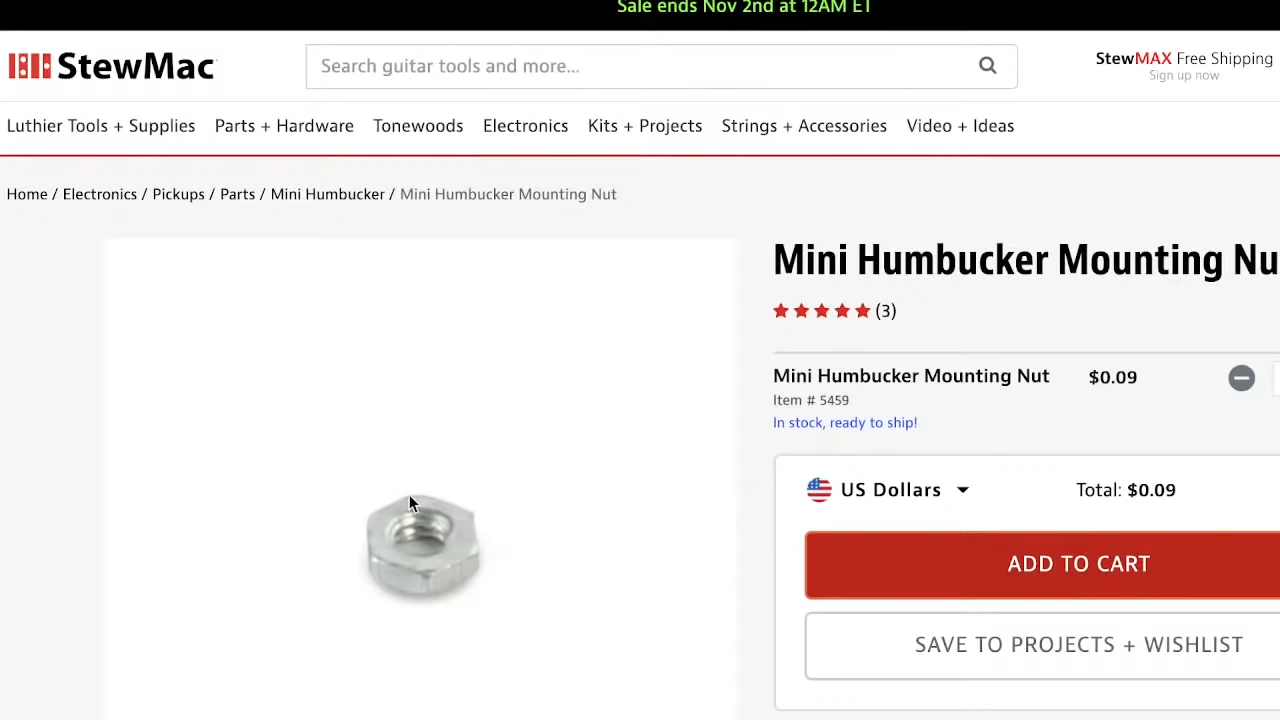 Sale ends Nov 2nd at 12AM ET
StewMac
Search guitar tools and more...
StewMAX Free Shipping
Sign up now
Luthier Tools + Supplies Parts + Hardware Tonewoods Electronics Kits + Projects Strings + Accessories Video + Ideas
Home / Electronics / Pickups / Parts / Mini Humbucker / Mini Humbucker Mounting Nut
Mini Humbucker Mounting Nu
(3)
Mini Humbucker Mounting Nut $0.09
Item # 5459
In stock, ready to ship!
US Dollars Total: $0.09
ADD TO CART
SAVE TO PROJECTS + WISHLIST